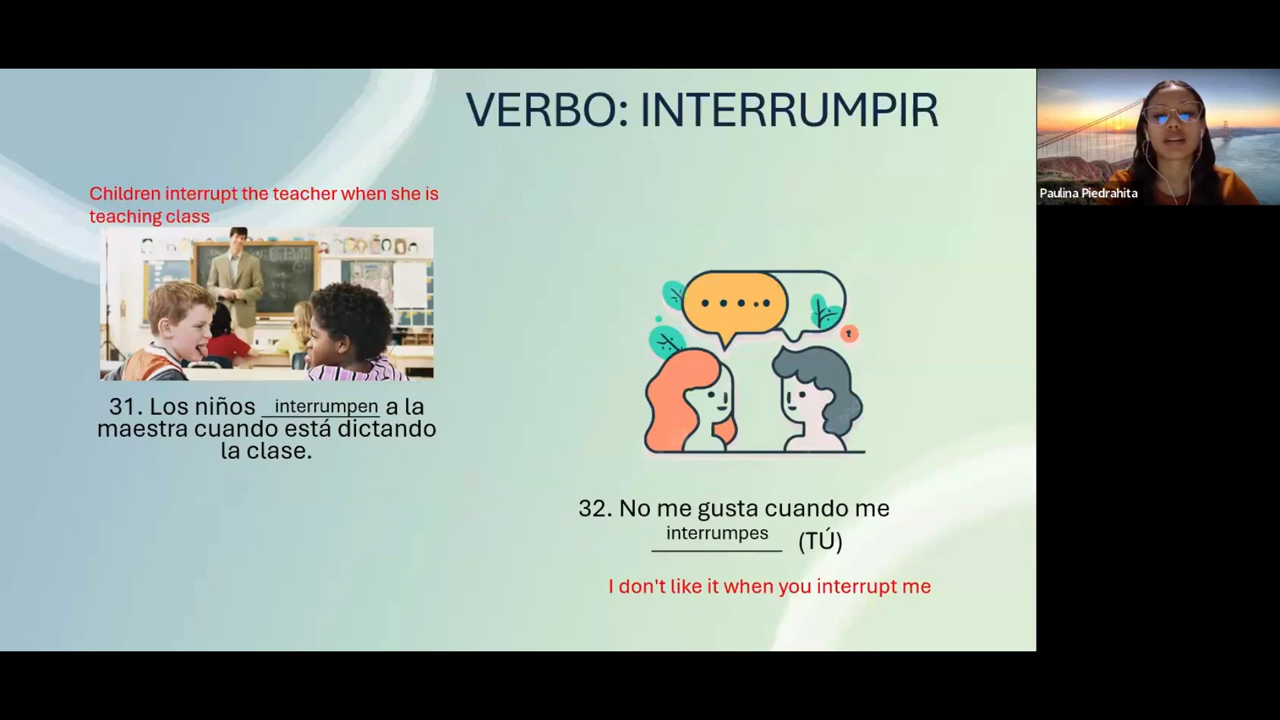 VERBO: INTERRUMPIR
Children interrupt the teacher when she is
teaching class
31. Los niños interrumpen a la
maestra cuando está dictando
la clase.
32. No me gusta cuando me
interrumpes (TÚ)
I don't like it when you interrupt me
Paulina Piedrahita